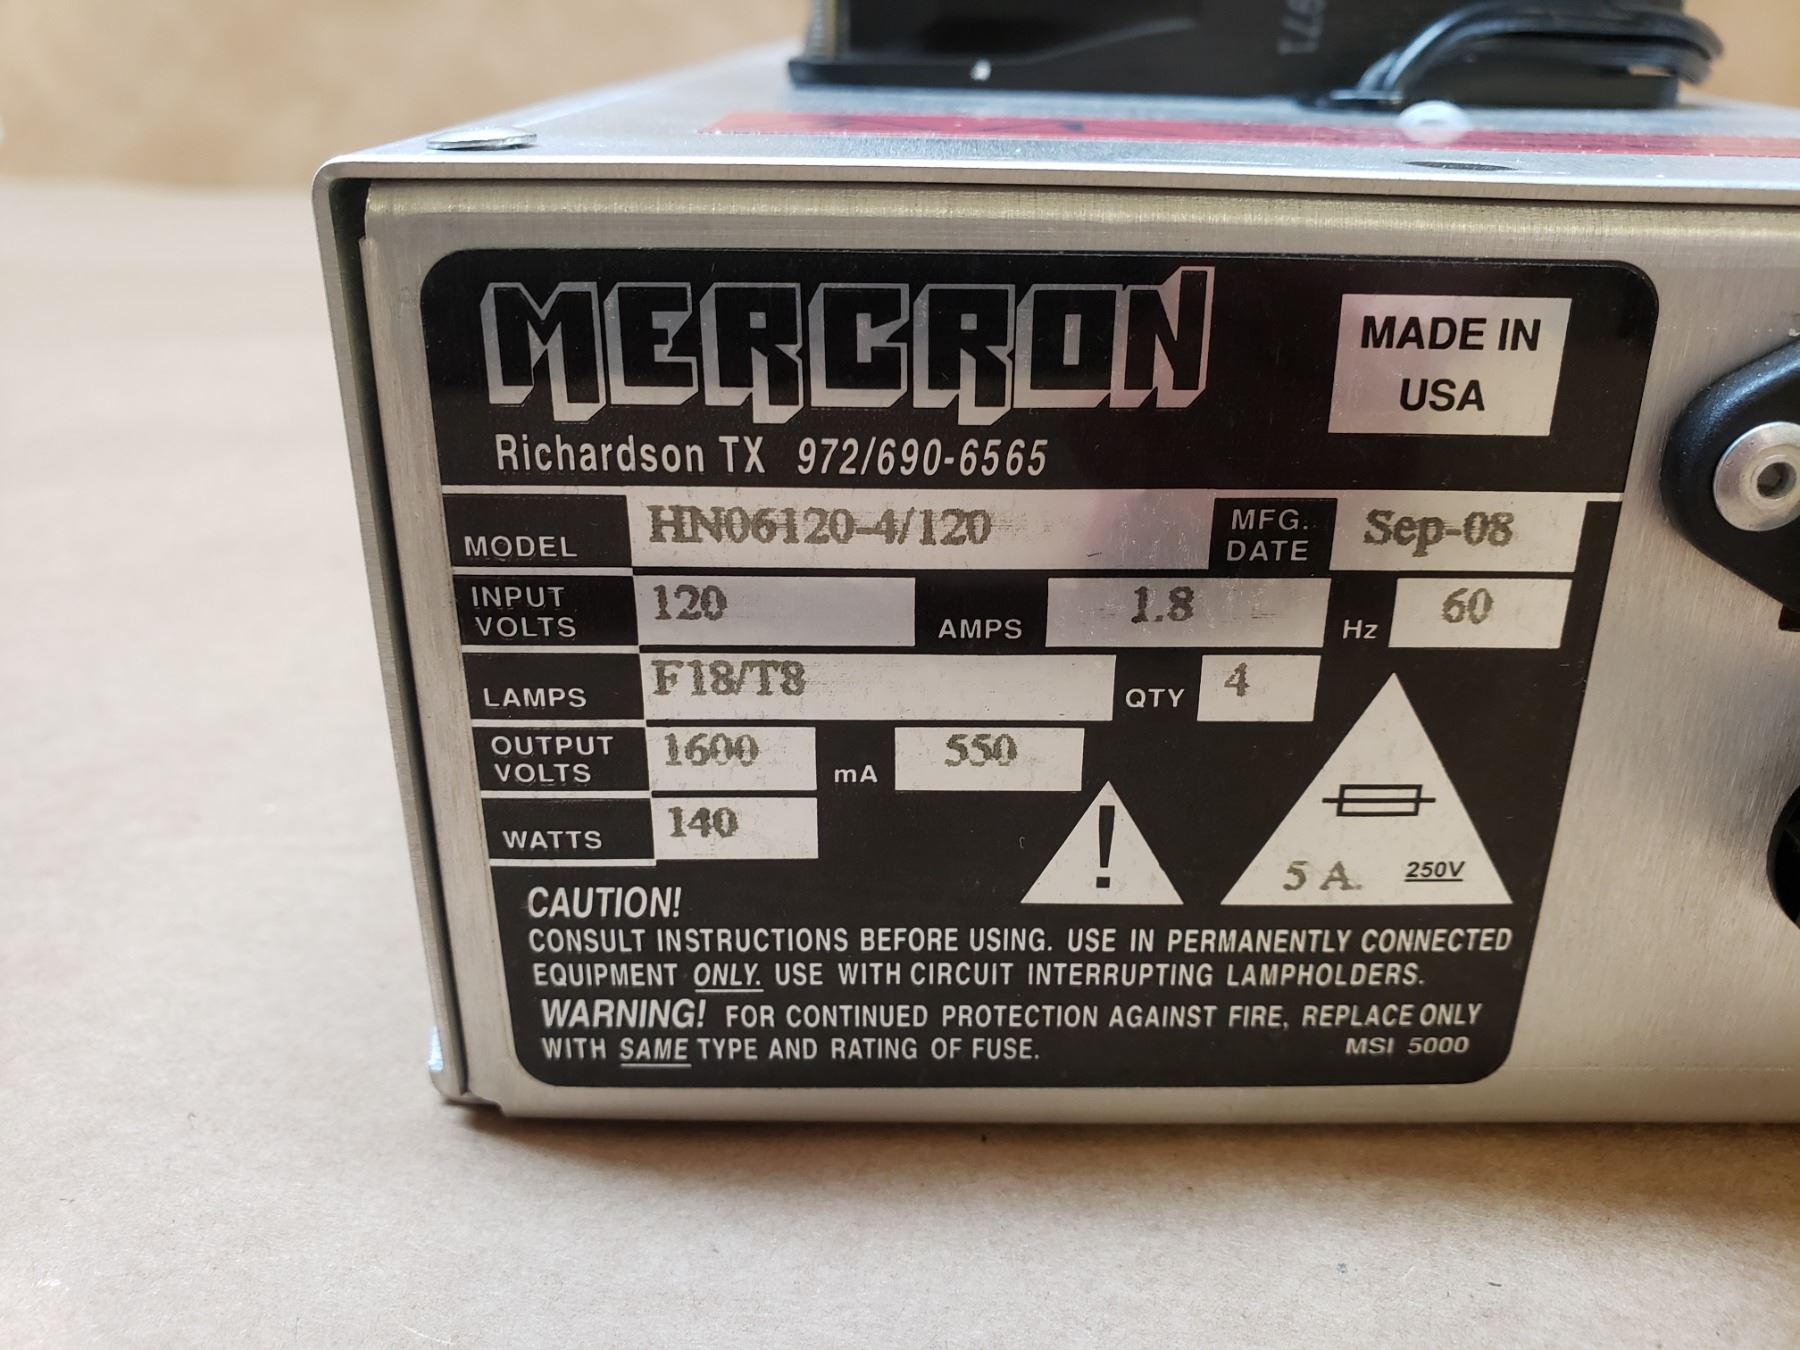 MERCRON
MADE IN
USA
Richardson TX 972/690-6565
MODEL HN06120-4/120 MFG. DATE Sep-08
INPUT VOLTS 120 AMPS 1.8 Hz 60
LAMPS F18/T8 QTY 4
OUTPUT VOLTS 1600 mA 550
WATTS 140
!
5 A. 250V
CAUTION!
CONSULT INSTRUCTIONS BEFORE USING. USE IN PERMANENTLY CONNECTED
EQUIPMENT ONLY. USE WITH CIRCUIT INTERRUPTING LAMPHOLDERS.
WARNING! FOR CONTINUED PROTECTION AGAINST FIRE, REPLACE ONLY
WITH SAME TYPE AND RATING OF FUSE. MSI 5000